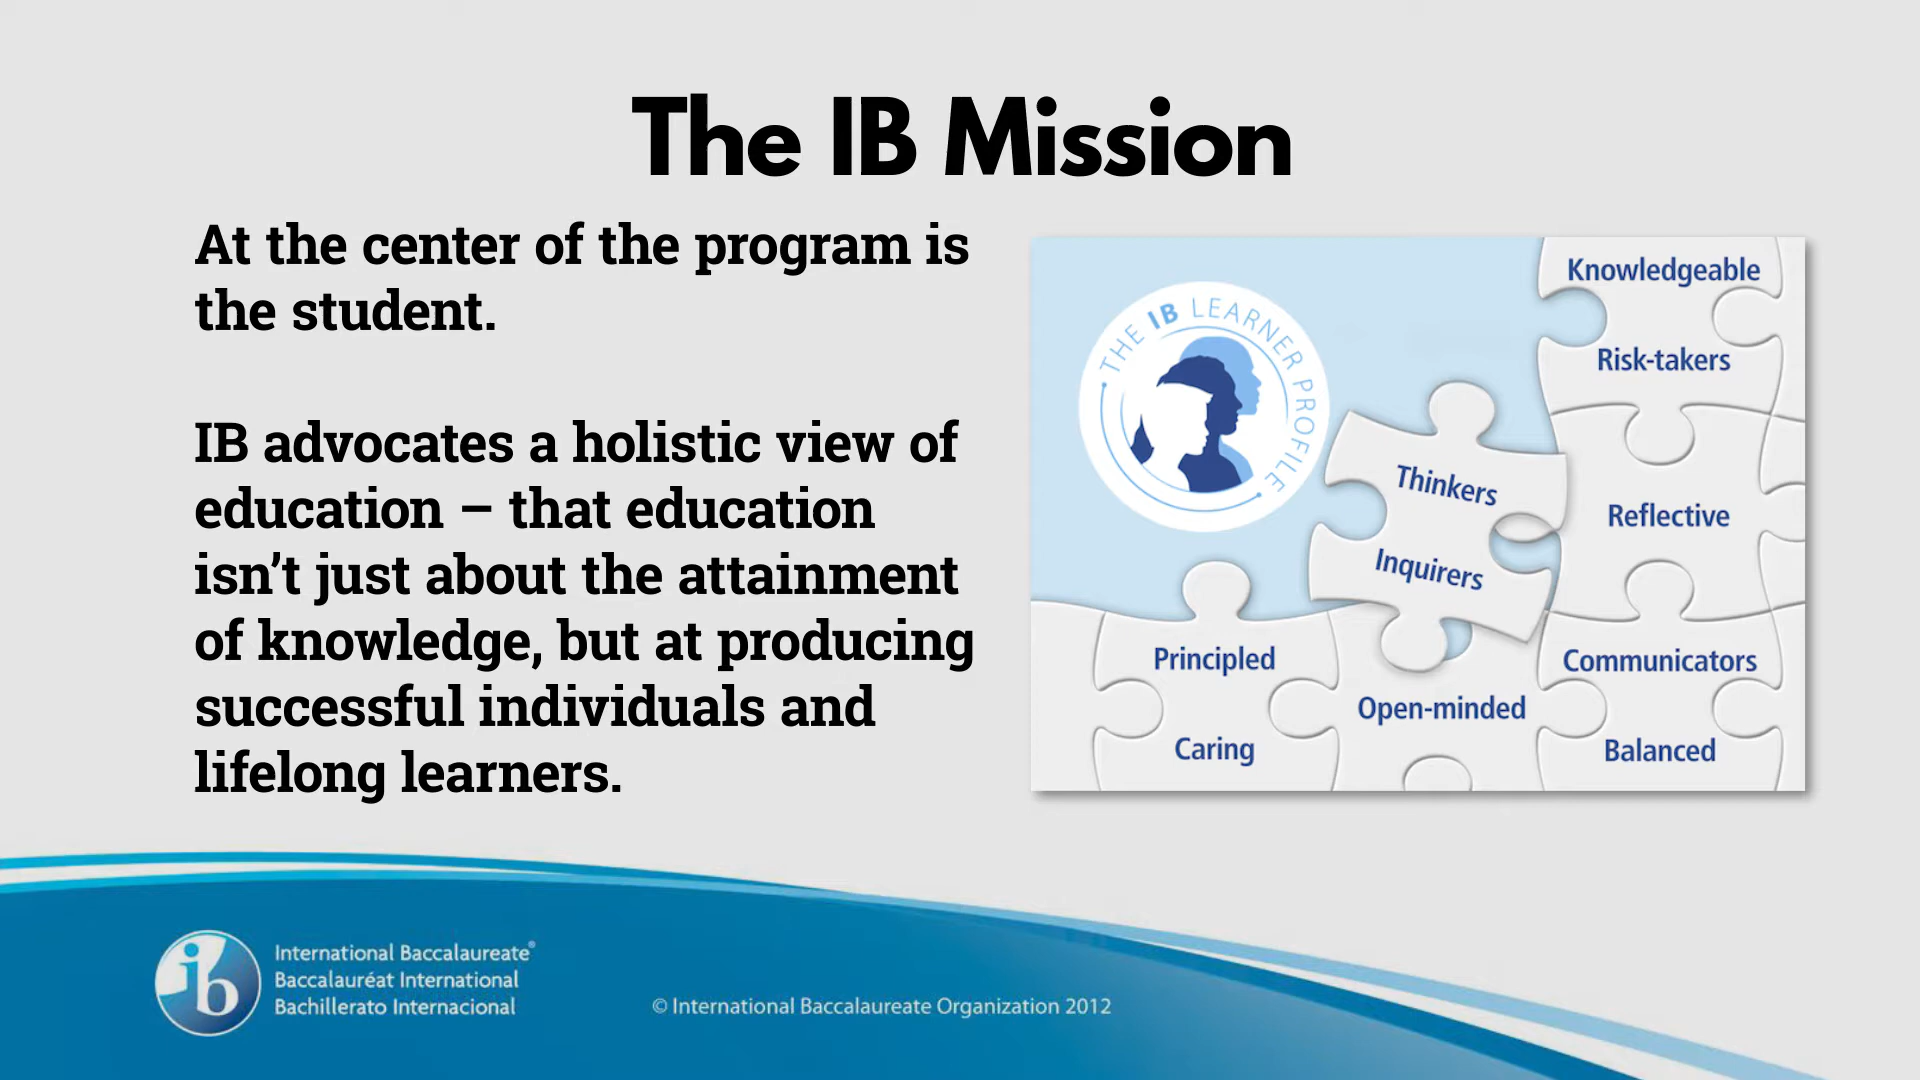 The IB Mission
At the center of the program is
the student.
IB advocates a holistic view of
education – that education
isn’t just about the attainment
of knowledge, but at producing
successful individuals and
lifelong learners.
THE IB LEARNER PROFILE
Knowledgeable
Risk-takers
Thinkers
Reflective
Inquirers
Principled
Communicators
Open-minded
Caring
Balanced
ib
International Baccalaureate®
Baccalauréat International
Bachillerato Internacional
© International Baccalaureate Organization 2012